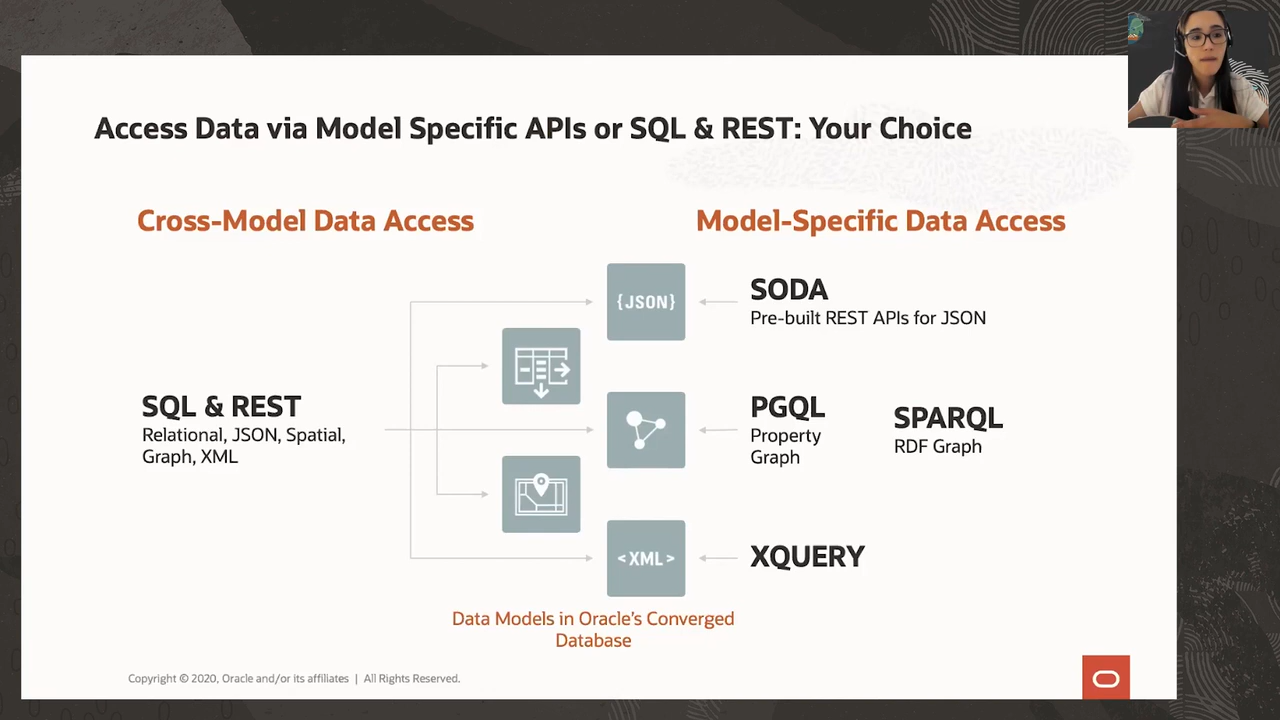 Access Data via Model Specific APIs or SQL & REST: Your Choice
Cross-Model Data Access
Model-Specific Data Access
{JSON}
SODA
Pre-built REST APIs for JSON
SQL & REST
Relational, JSON, Spatial,
Graph, XML
PGQL
Property
Graph
SPARQL
RDF Graph
<XML>
XQUERY
Data Models in Oracle's Converged
Database
Copyright © 2020, Oracle and/or its affiliates | All Rights Reserved.